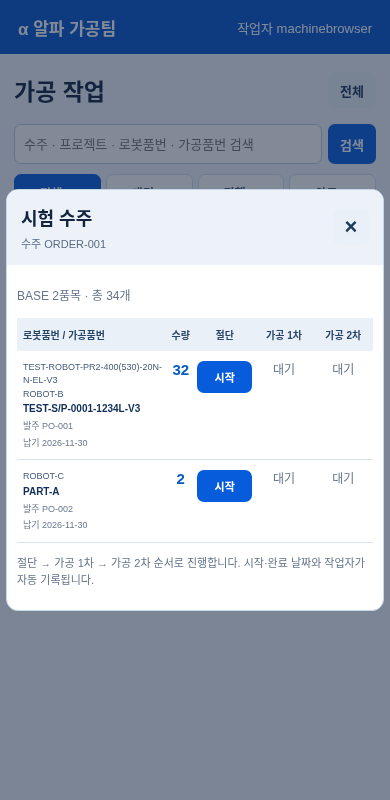 α 알파 가공팀
작업자 machinebrowser
가공 작업
전체
수주 · 프로젝트 · 로봇품번 · 가공품번 검색
검색
시험 수주
수주 ORDER-001
×
BASE 2품목 · 총 34개
로봇품번 / 가공품번 수량 절단 가공 1차 가공 2차
TEST-ROBOT-PR2-400(530)-20N-
N-EL-V3
ROBOT-B
TEST-S/P-0001-1234L-V3
발주 PO-001
납기 2026-11-30
32 시작 대기 대기
ROBOT-C
PART-A
발주 PO-002
납기 2026-11-30
2 시작 대기 대기
절단 → 가공 1차 → 가공 2차 순서로 진행합니다. 시작·완료 날짜와 작업자가
자동 기록됩니다.